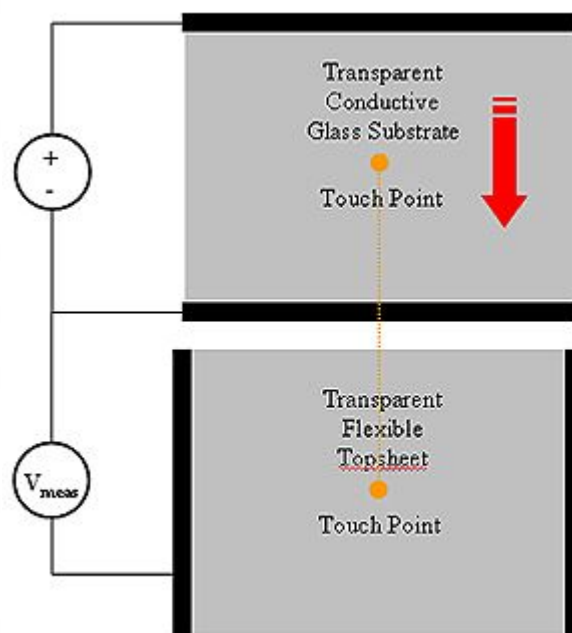 Transparent
Conductive
Glass Substrate
Touch Point
+
-
Transparent
Flexible
Topsheet
Vmeas
Touch Point